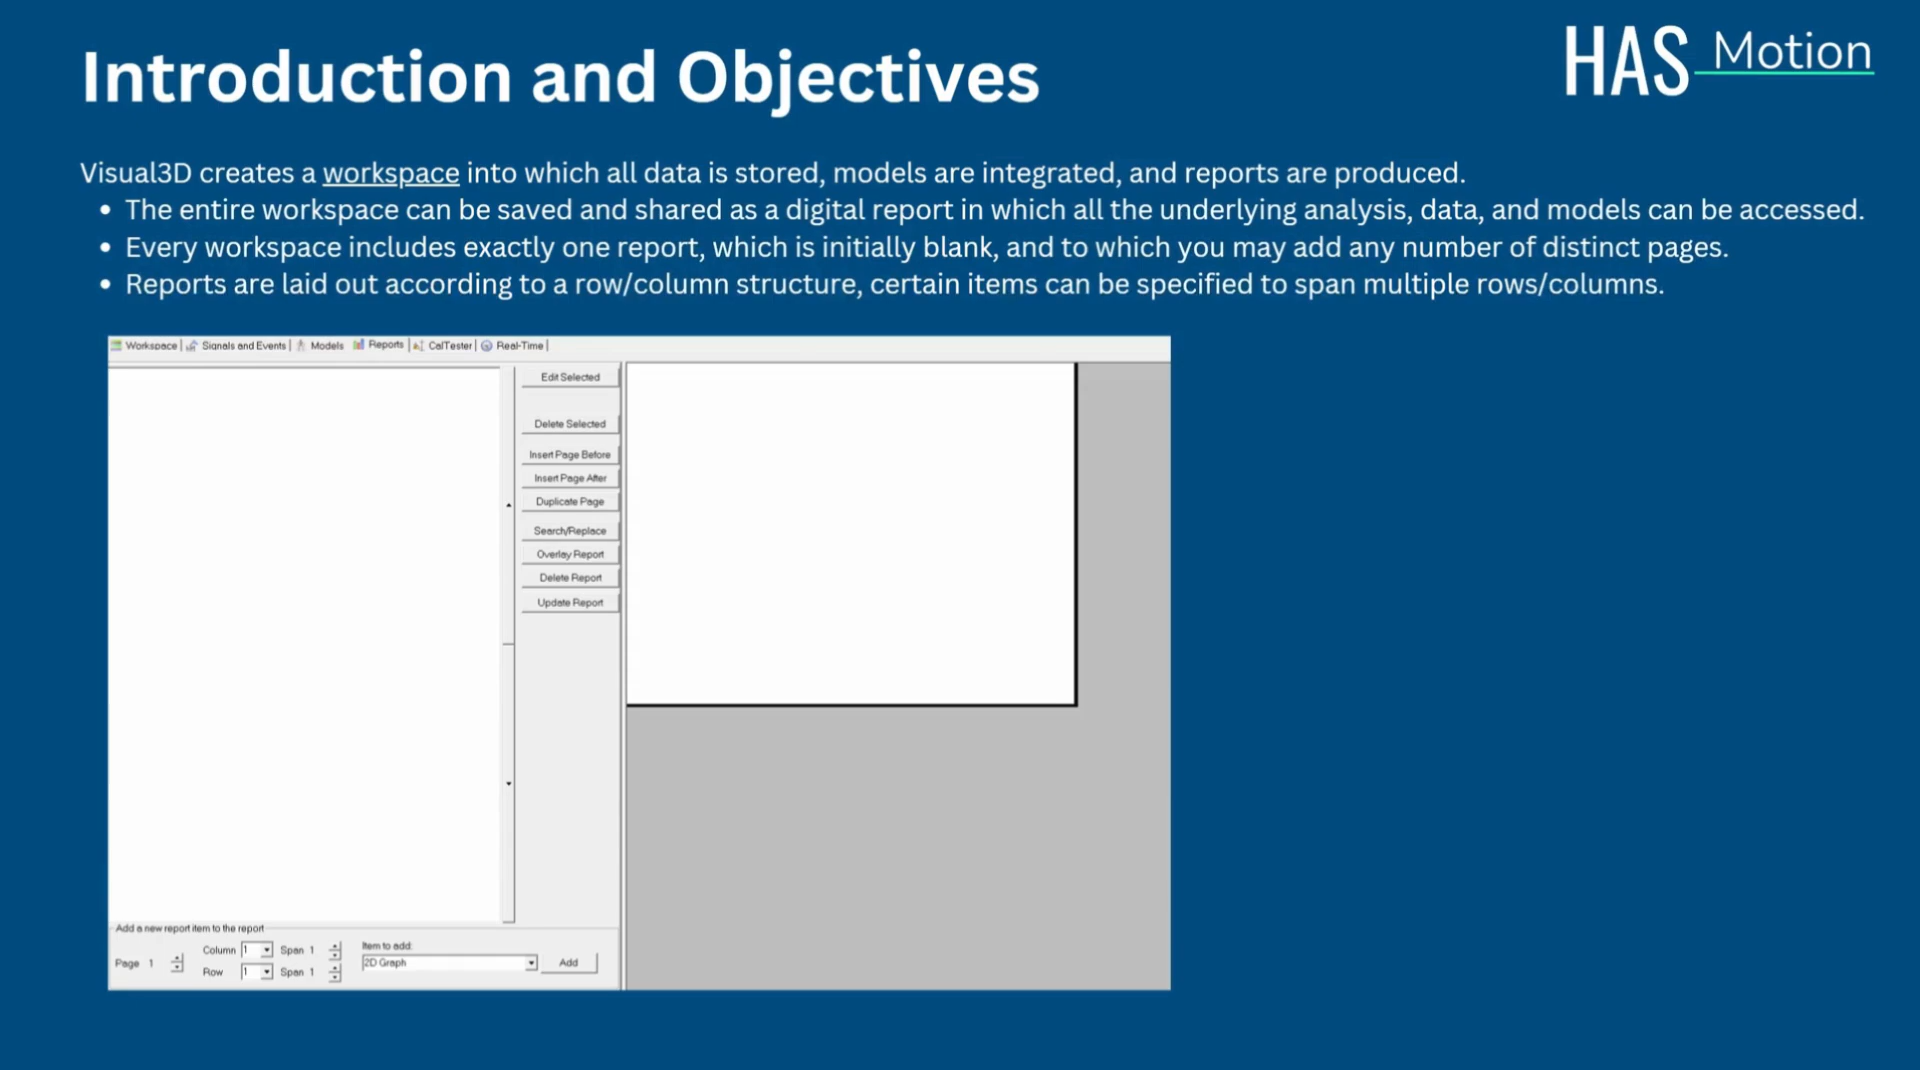 Introduction and Objectives
HAS Motion
Visual3D creates a workspace into which all data is stored, models are integrated, and reports are produced.
• The entire workspace can be saved and shared as a digital report in which all the underlying analysis, data, and models can be accessed.
• Every workspace includes exactly one report, which is initially blank, and to which you may add any number of distinct pages.
• Reports are laid out according to a row/column structure, certain items can be specified to span multiple rows/columns.
Workspace | Signals and Events | Models Reports | CalTester | Real-Time |
Edit Selected
Delete Selected
Insert Page Before
Insert Page After
Duplicate Page
Search/Replace
Overlay Report
Delete Report
Update Report
Add a new report item to the report
Column 1 Span 1 Item to add:
Page 1 2D Graph Add
Row 1 Span 1